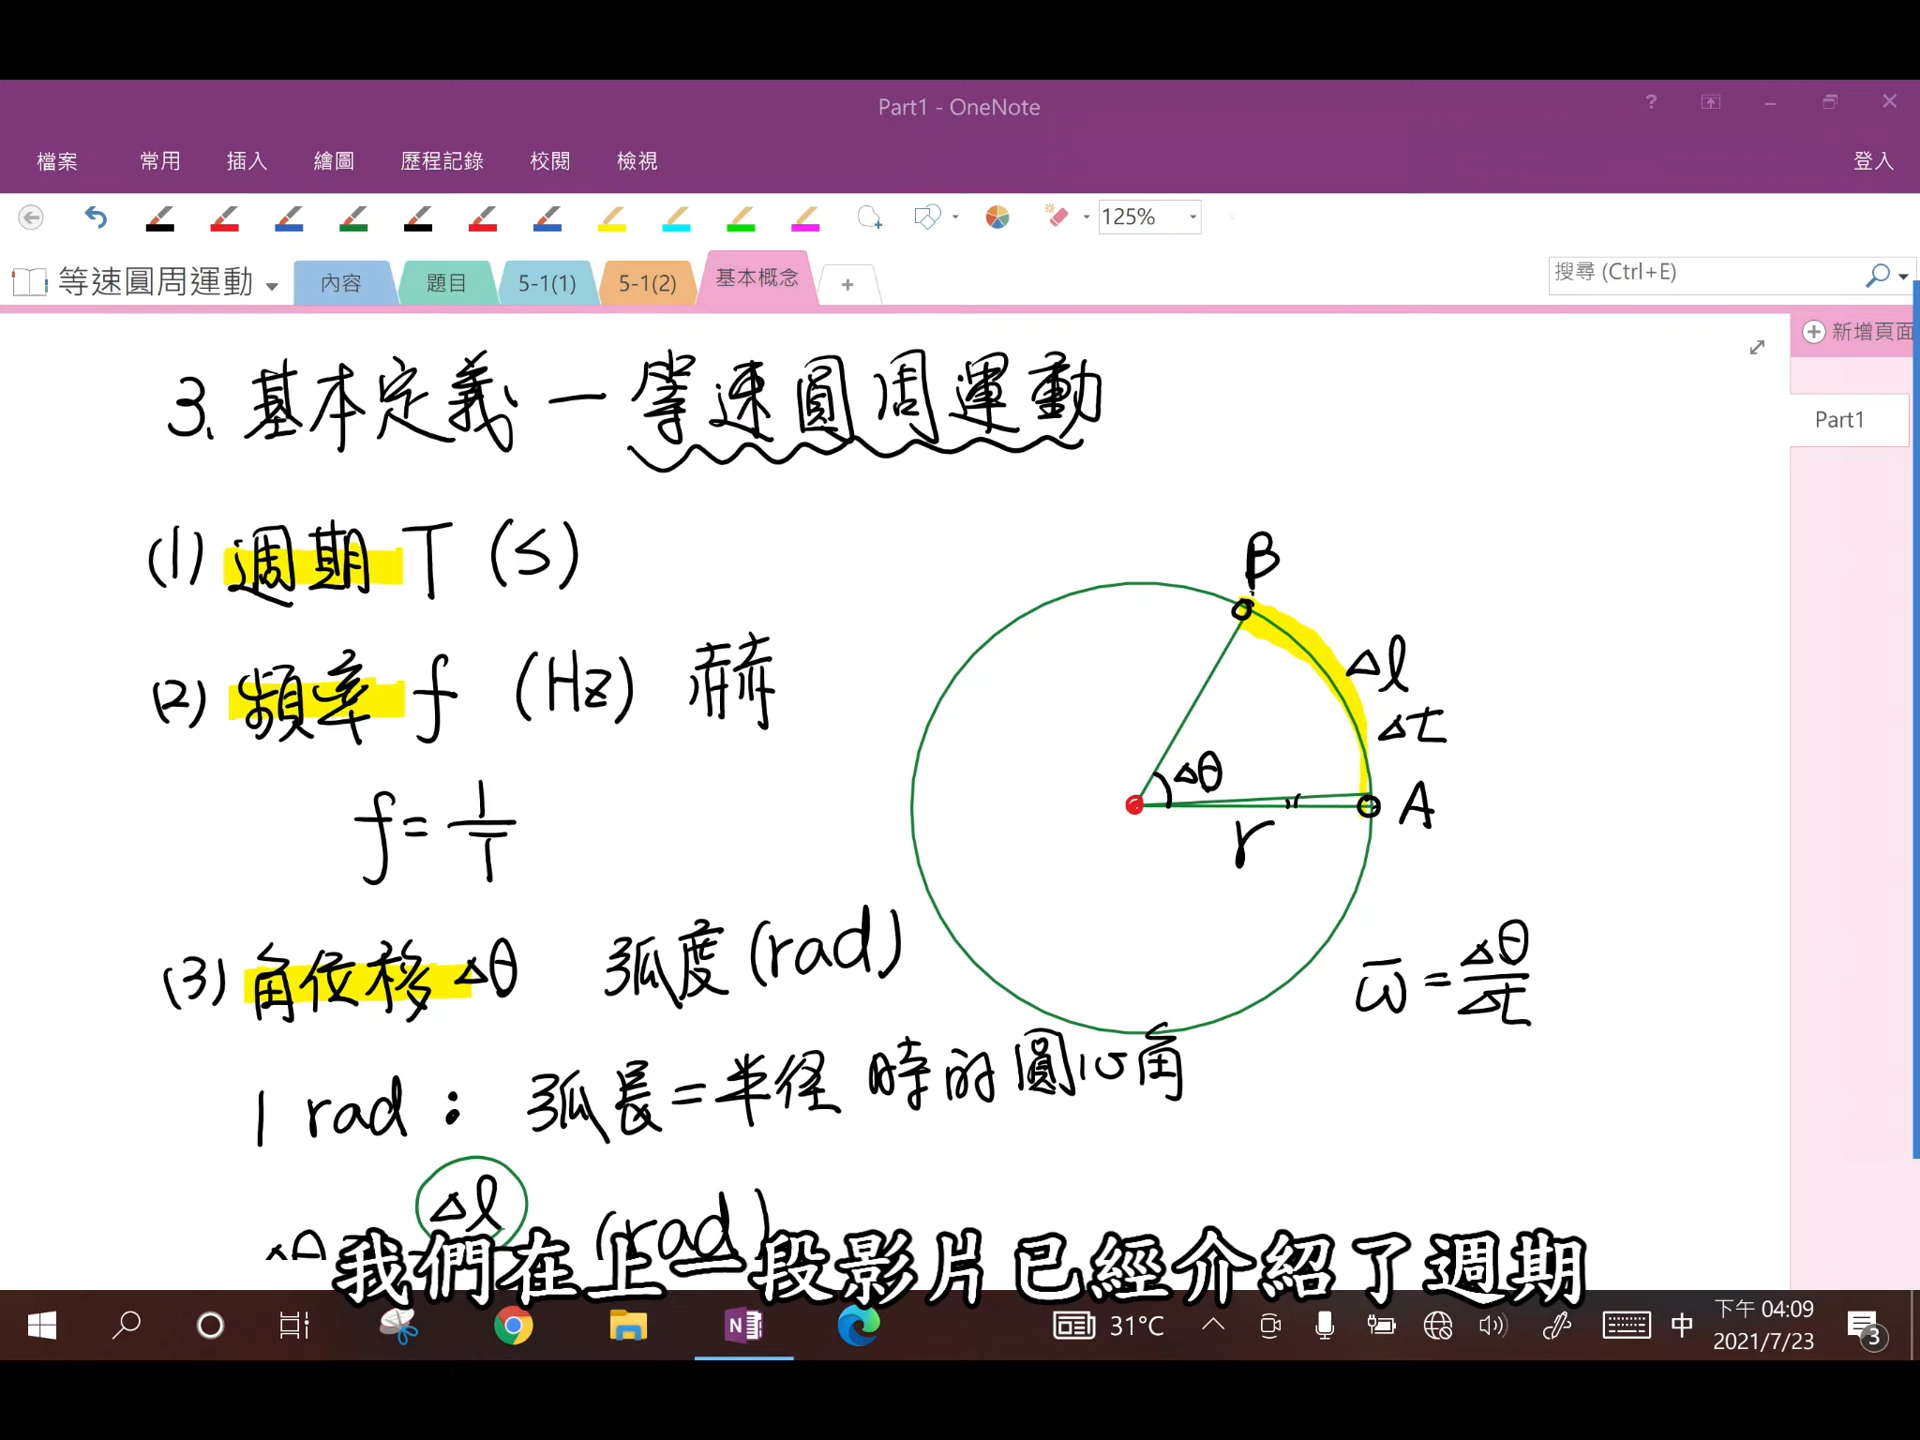 Part1 - OneNote
檔案 常用 插入 繪圖 歷程記錄 校閱 檢視 登入
125%
等速圓周運動 內容 題目 5-1(1) 5-1(2) 基本概念
搜尋 (Ctrl+E)
新增頁面
Part1
3. 基本定義 — 等速圓周運動
(1) 週期 T (s)
(2) 頻率 f (Hz) 赫
f = 1/T
(3) 角位移 Δθ 弧度 (rad)
1 rad : 弧長 = 半徑 時的圓心角
Δl
(rad)
B
Δl
Δt
Δθ
A
r
ω̄ = Δθ/Δt
我們在上一段影片已經介紹了週期
31°C
中
下午 04:09
2021/7/23
3